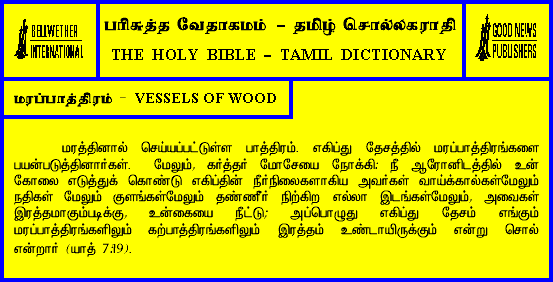 BELLWETHER
INTERNATIONAL
பரிசுத்த வேதாகமம் – தமிழ் சொல்லகராதி
THE HOLY BIBLE – TAMIL DICTIONARY
GOOD NEWS
PUBLISHERS
மரப்பாத்திரம் – VESSELS OF WOOD
மரத்தினால் செய்யப்பட்டுள்ள பாத்திரம். எகிப்து தேசத்தில் மரப்பாத்திரங்களை
பயன்படுத்தினார்கள். மேலும், கர்த்தர் மோசேயை நோக்கி; நீ ஆரோனிடத்தில் உன்
கோலை எடுத்துக் கொண்டு எகிப்தின் நீர்நிலைகளாகிய அவர்கள் வாய்க்கால்கள்மேலும்
நதிகள் மேலும் குளங்கள்மேலும் தண்ணீர் நிற்கிற எல்லா இடங்கள்மேலும், அவைகள்
இரத்தமாகும்படிக்கு, உன்கையை நீட்டு; அப்பொழுது எகிப்து தேசம் எங்கும்
மரப்பாத்திரங்களிலும் கற்பாத்திரங்களிலும் இரத்தம் உண்டாயிருக்கும் என்று சொல்
என்றார் (யாத் 7:19).